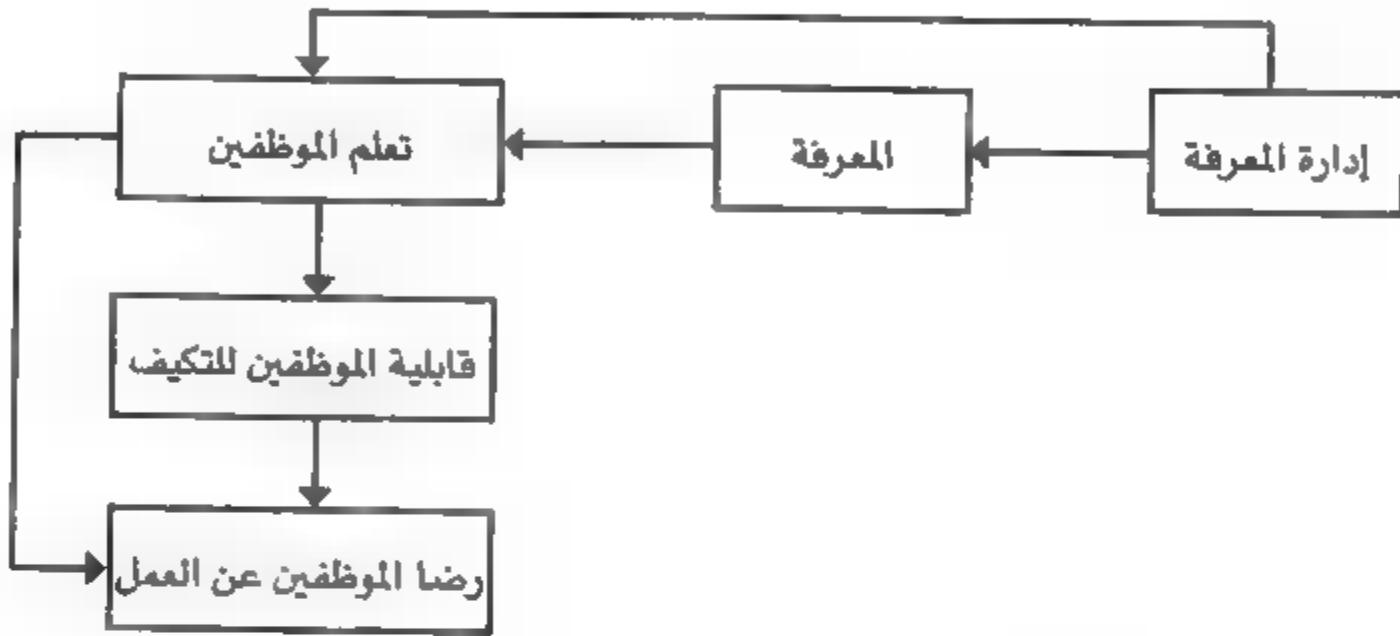 إدارة المعرفة
المعرفة
تعلم الموظفين
قابلية الموظفين للتكيف
رضا الموظفين عن العمل